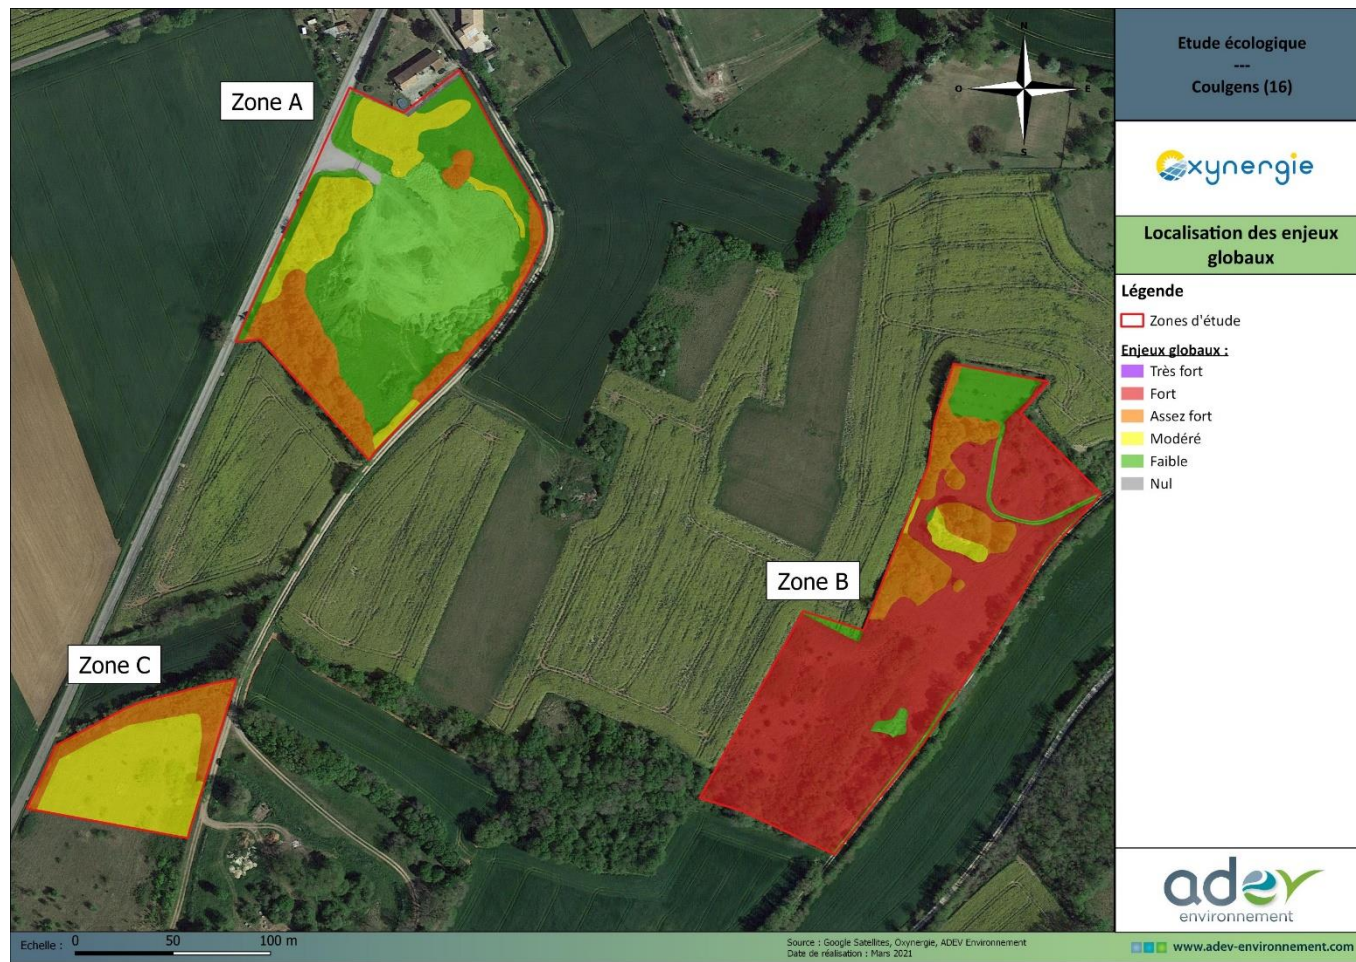 Zone A
Zone B
Zone C
N
O
E
S
Etude écologique
---
Coulgens (16)
Oxynergie
Localisation des enjeux
globaux
Légende
Zones d'étude
Enjeux globaux :
Très fort
Fort
Assez fort
Modéré
Faible
Nul
adev
environnement
Echelle : 0 50 100 m
Source : Google Satellites, Oxynergie, ADEV Environnement
Date de réalisation : Mars 2021
www.adev-environnement.com